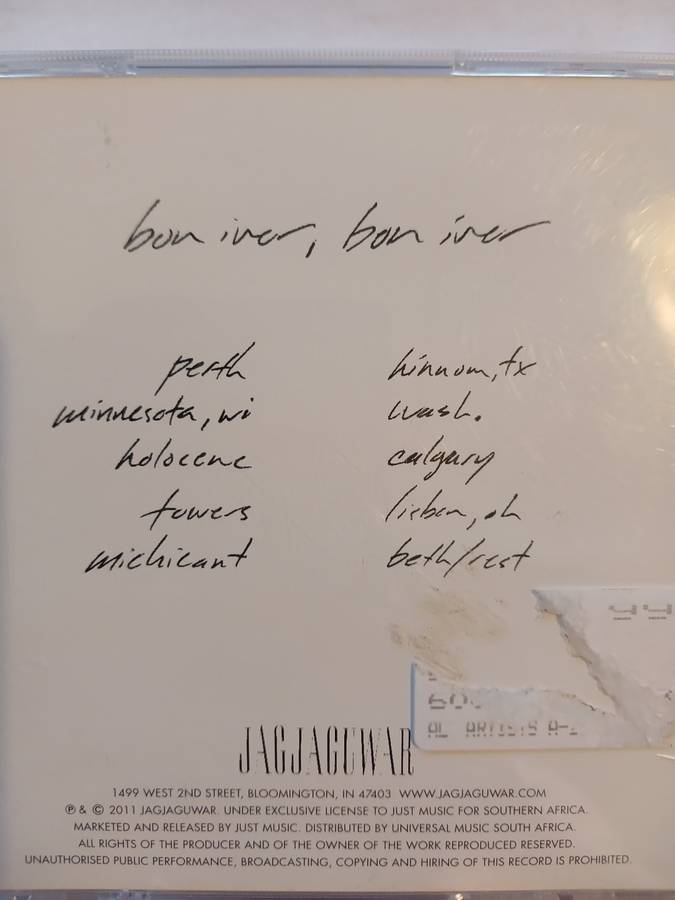 bon iver, bon iver
perth
minnesota, wi
holocene
towers
michicant
hinnom, tx
wash.
calgary
lisbon, oh
beth/rest
AL ARTISTS A-
JAGJAGUWAR
1499 WEST 2ND STREET, BLOOMINGTON, IN 47403 WWW.JAGJAGUWAR.COM
℗ & © 2011 JAGJAGUWAR. UNDER EXCLUSIVE LICENSE TO JUST MUSIC FOR SOUTHERN AFRICA.
MARKETED AND RELEASED BY JUST MUSIC. DISTRIBUTED BY UNIVERSAL MUSIC SOUTH AFRICA.
ALL RIGHTS OF THE PRODUCER AND OF THE OWNER OF THE WORK REPRODUCED RESERVED.
UNAUTHORISED PUBLIC PERFORMANCE, BROADCASTING, COPYING AND HIRING OF THIS RECORD IS PROHIBITED.